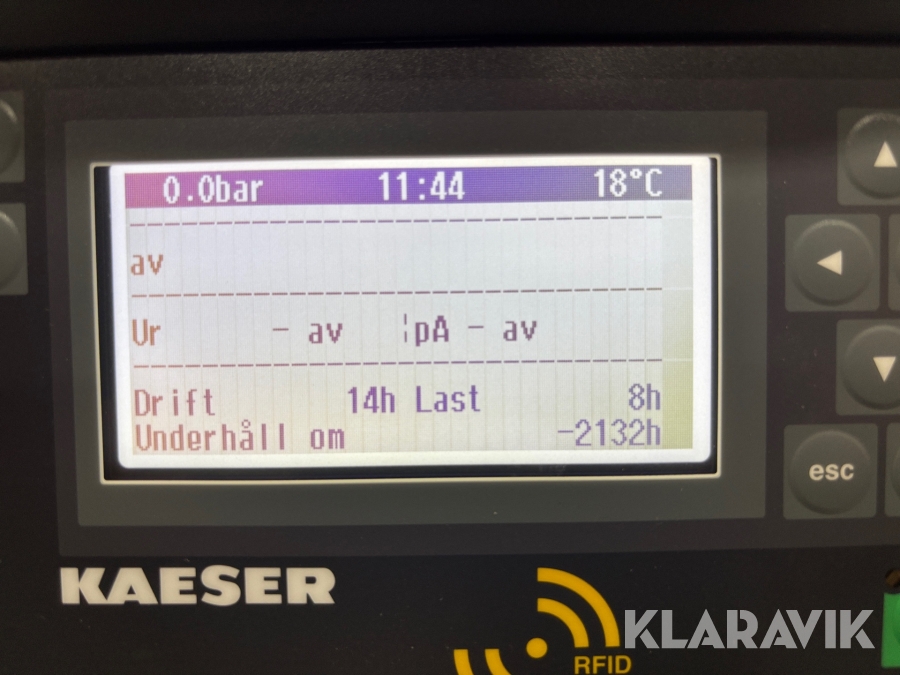 0.0bar 11:44 18°C
av
Ur - av ¦pA - av
Drift 14h Last 8h
Underhåll om -2132h
esc
KAESER
RFID
KLARAVIK